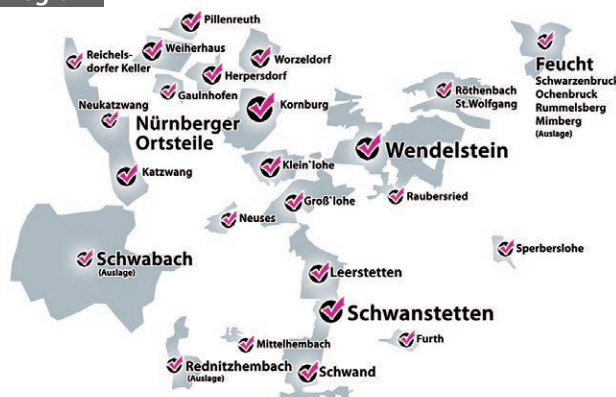 Pillenreuth
Weiherhaus
Reichels-
dorfer Keller
Worzeldorf
Herpersdorf
Gaulnhofen
Neukatzwang
Kornburg
Nürnberger
Ortsteile
Röthenbach
St.Wolfgang
Feucht
Schwarzenbruck
Ochenbruck
Rummelsberg
Mimberg
(Auslage)
Wendelstein
Katzwang
Klein`lohe
Groß`lohe
Raubersried
Neuses
Schwabach
(Auslage)
Sperberslohe
Leerstetten
Schwanstetten
Mittelhembach
Furth
Rednitzhembach
(Auslage)
Schwand